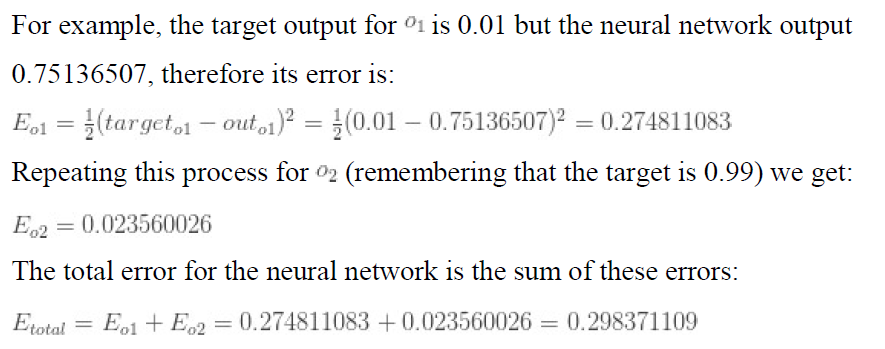 For example, the target output for o₁ is 0.01 but the neural network output
0.75136507, therefore its error is:
E_{o1} = ½(target_{o1} − out_{o1})² = ½(0.01 − 0.75136507)² = 0.274811083
Repeating this process for o₂ (remembering that the target is 0.99) we get:
E_{o2} = 0.023560026
The total error for the neural network is the sum of these errors:
E_{total} = E_{o1} + E_{o2} = 0.274811083 + 0.023560026 = 0.298371109